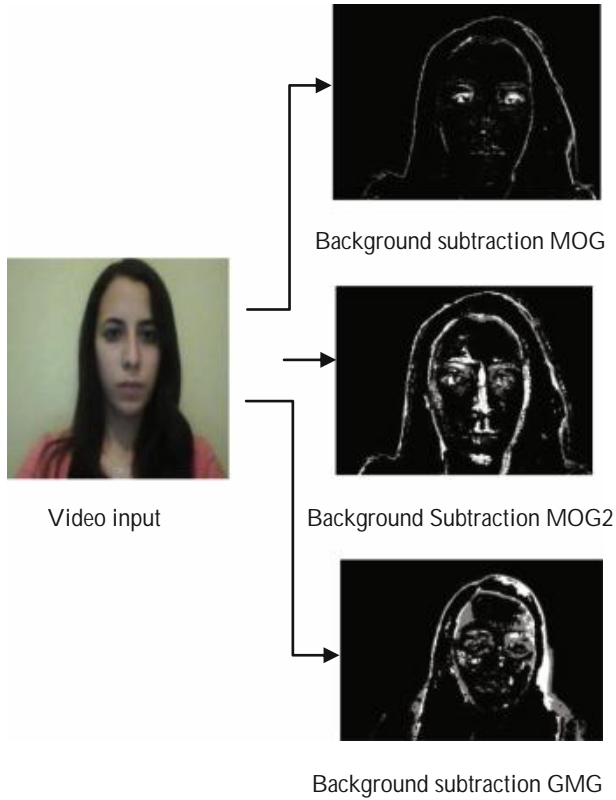 Background subtraction MOG
Video input
Background Subtraction MOG2
Background subtraction GMG